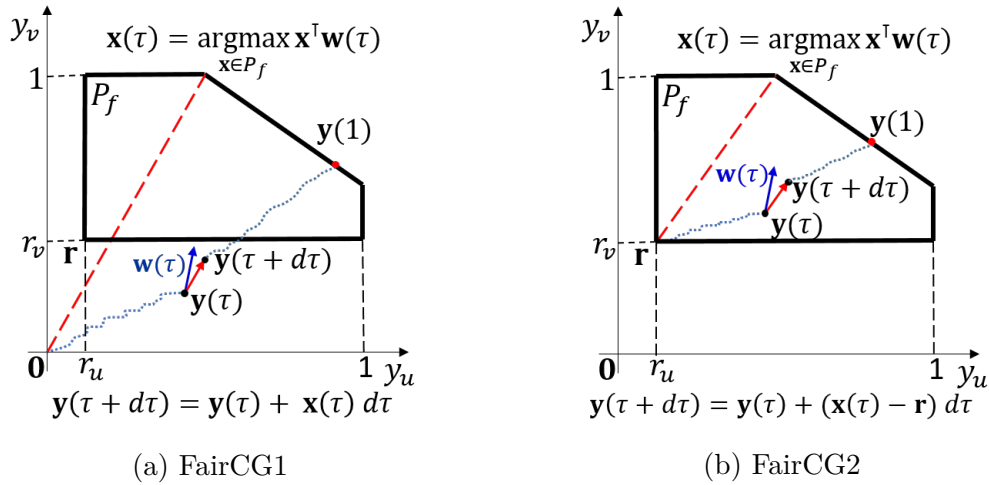 y_v
x(τ) = argmax x^⊺w(τ)
x∈P_f
1
P_f
y(1)
w(τ)
y(τ + dτ)
y(τ)
r_v
r
0
r_u
1
y_u
y(τ + dτ) = y(τ) + x(τ) dτ
(a) FairCG1
y_v
x(τ) = argmax x^⊺w(τ)
x∈P_f
1
P_f
y(1)
w(τ)
y(τ + dτ)
y(τ)
r_v
r
0
r_u
1
y_u
y(τ + dτ) = y(τ) + (x(τ) − r) dτ
(b) FairCG2